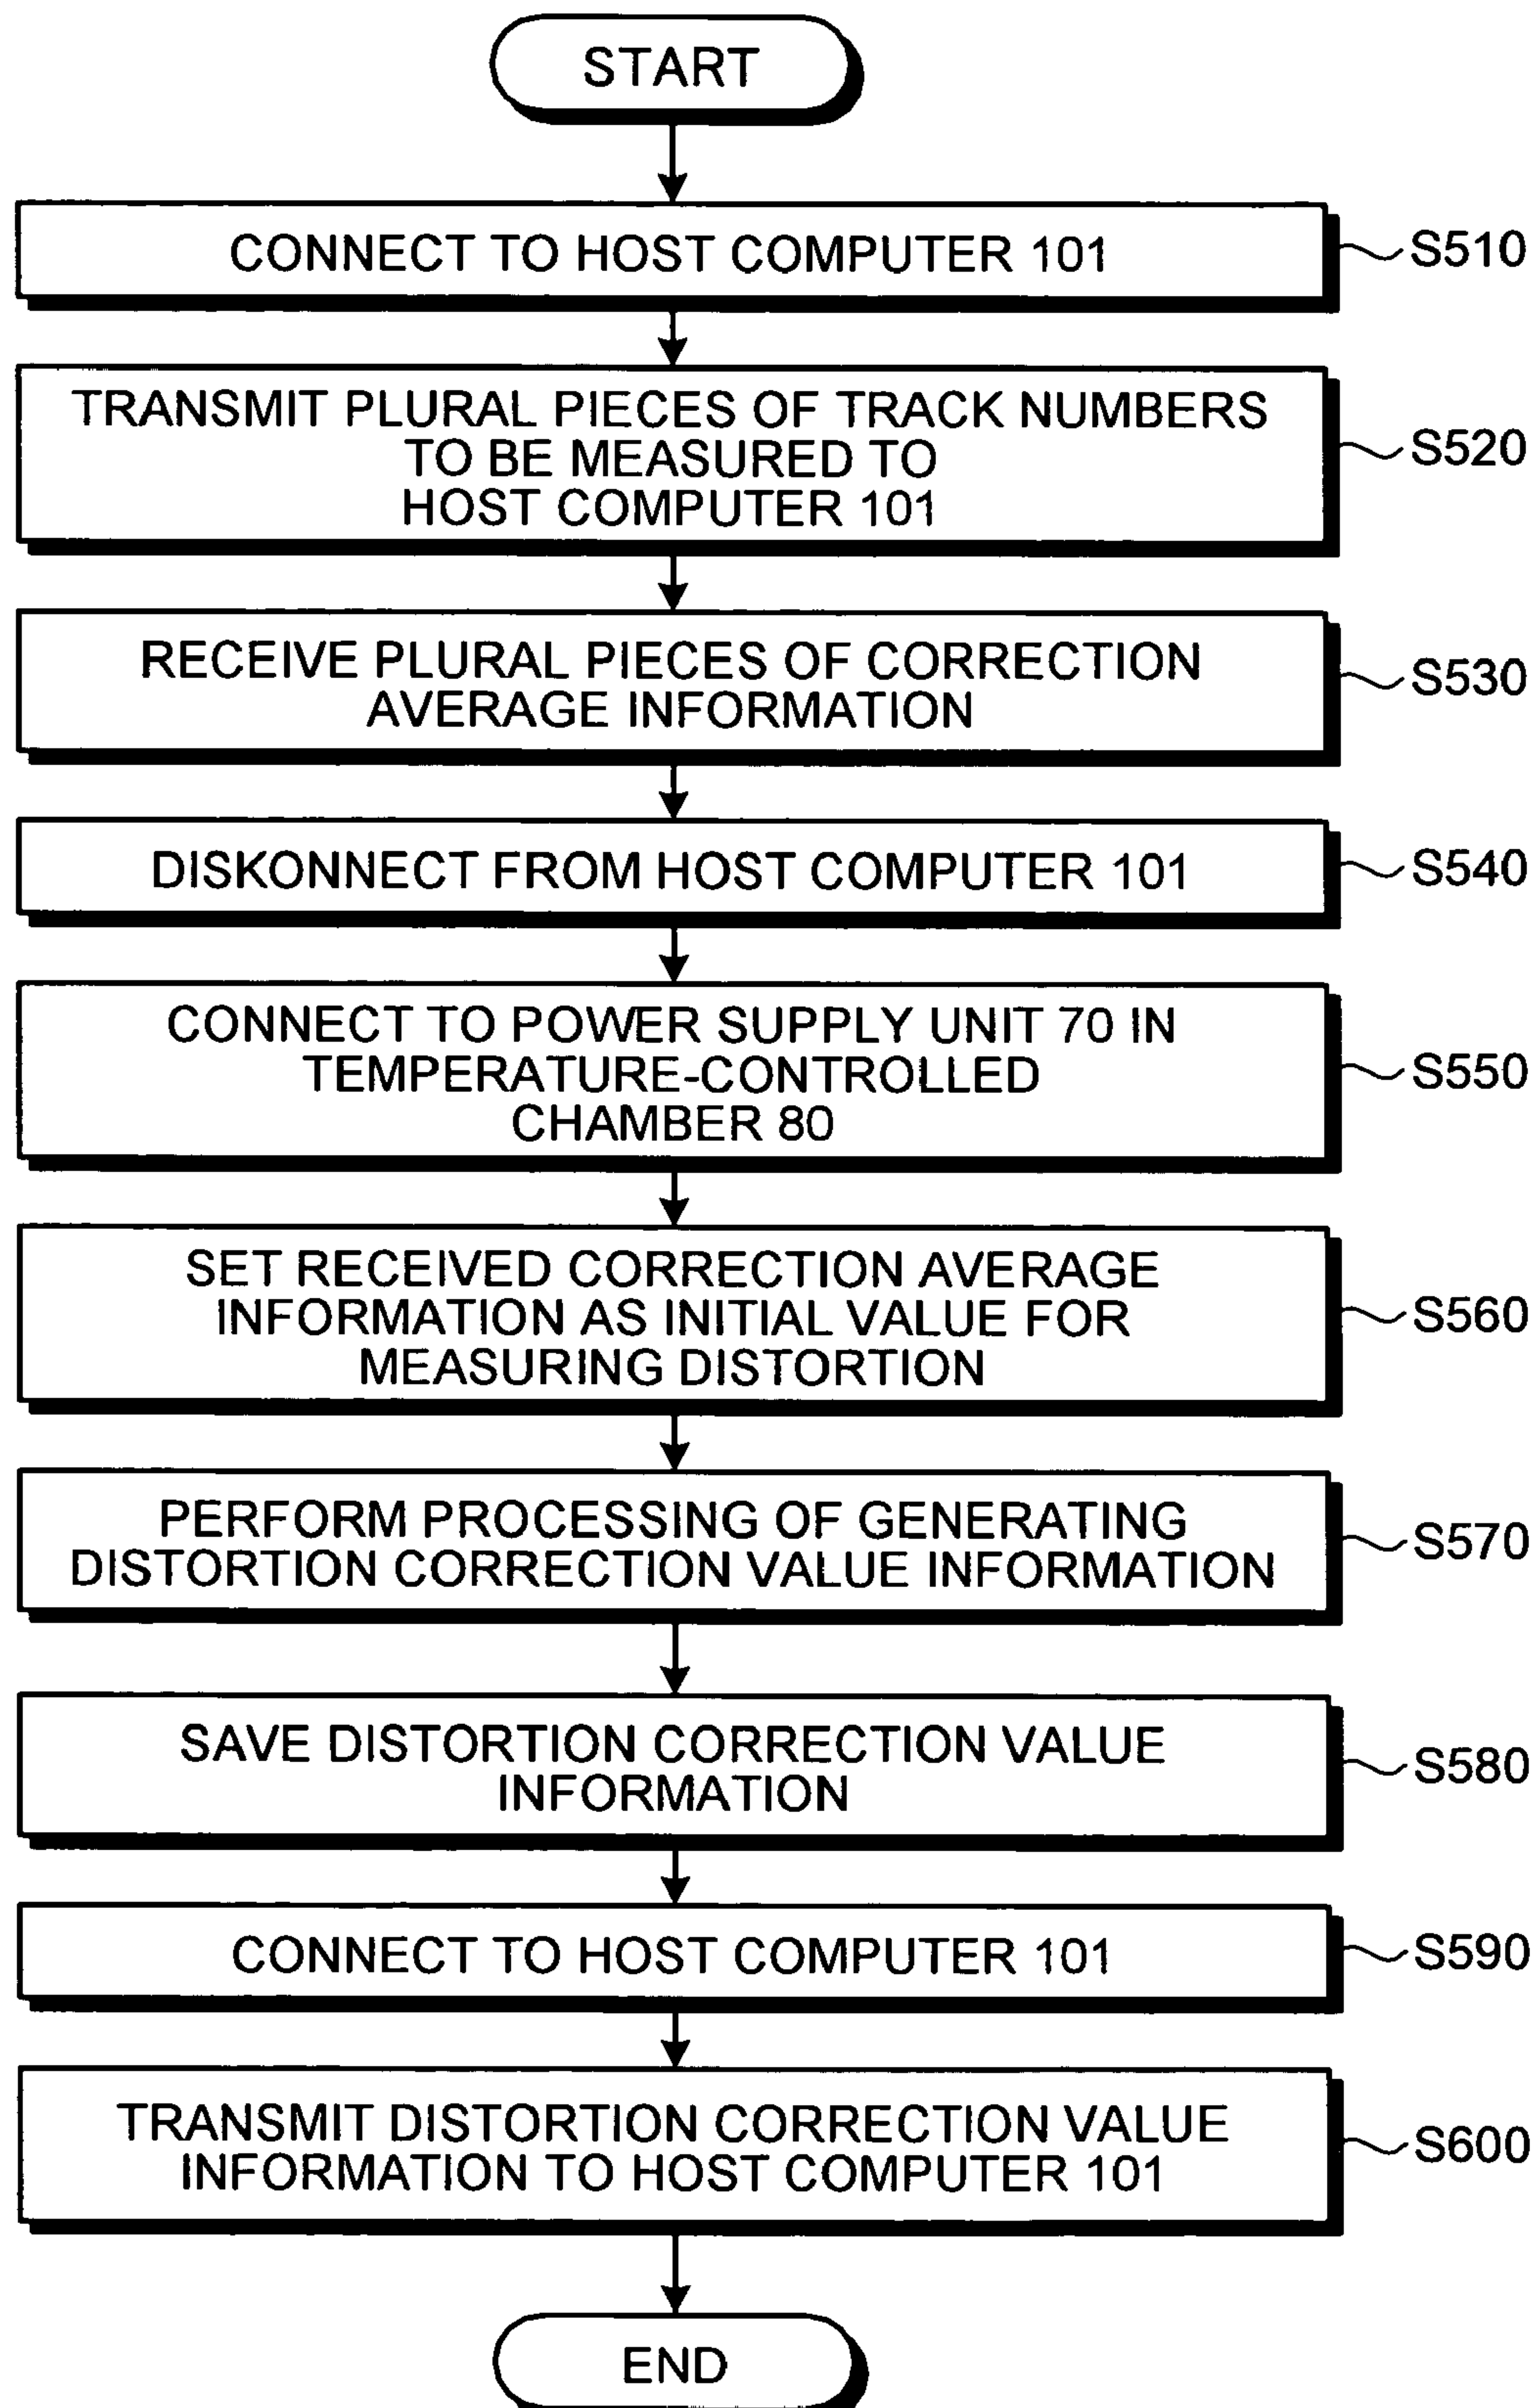 START
CONNECT TO HOST COMPUTER 101
S510
TRANSMIT PLURAL PIECES OF TRACK NUMBERS
TO BE MEASURED TO
HOST COMPUTER 101
S520
RECEIVE PLURAL PIECES OF CORRECTION
AVERAGE INFORMATION
S530
DISKONNECT FROM HOST COMPUTER 101
S540
CONNECT TO POWER SUPPLY UNIT 70 IN
TEMPERATURE-CONTROLLED
CHAMBER 80
S550
SET RECEIVED CORRECTION AVERAGE
INFORMATION AS INITIAL VALUE FOR
MEASURING DISTORTION
S560
PERFORM PROCESSING OF GENERATING
DISTORTION CORRECTION VALUE INFORMATION
S570
SAVE DISTORTION CORRECTION VALUE
INFORMATION
S580
CONNECT TO HOST COMPUTER 101
S590
TRANSMIT DISTORTION CORRECTION VALUE
INFORMATION TO HOST COMPUTER 101
S600
END